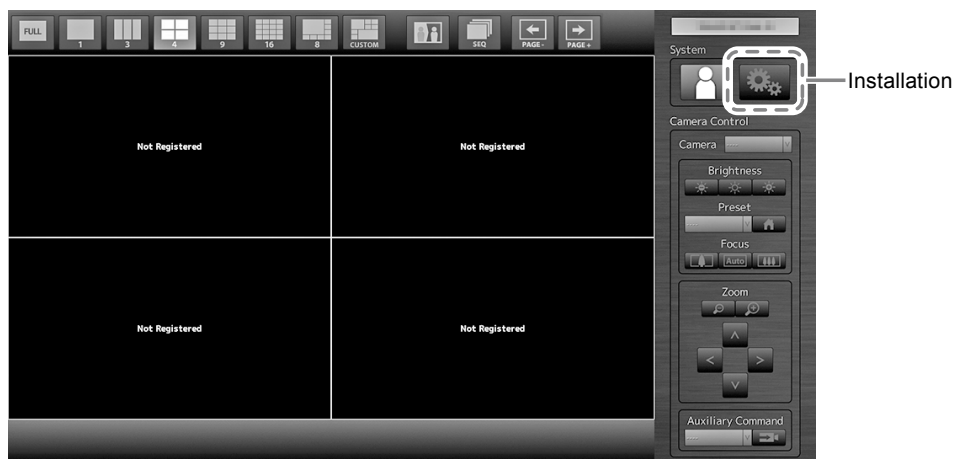 FULL
1
3
4
9
16
8
CUSTOM
SEQ
PAGE-
PAGE+
System
Installation
Camera Control
Camera ----
Not Registered
Not Registered
Brightness
Preset
----
Focus
Auto
Zoom
Not Registered
Not Registered
Auxiliary Command
----